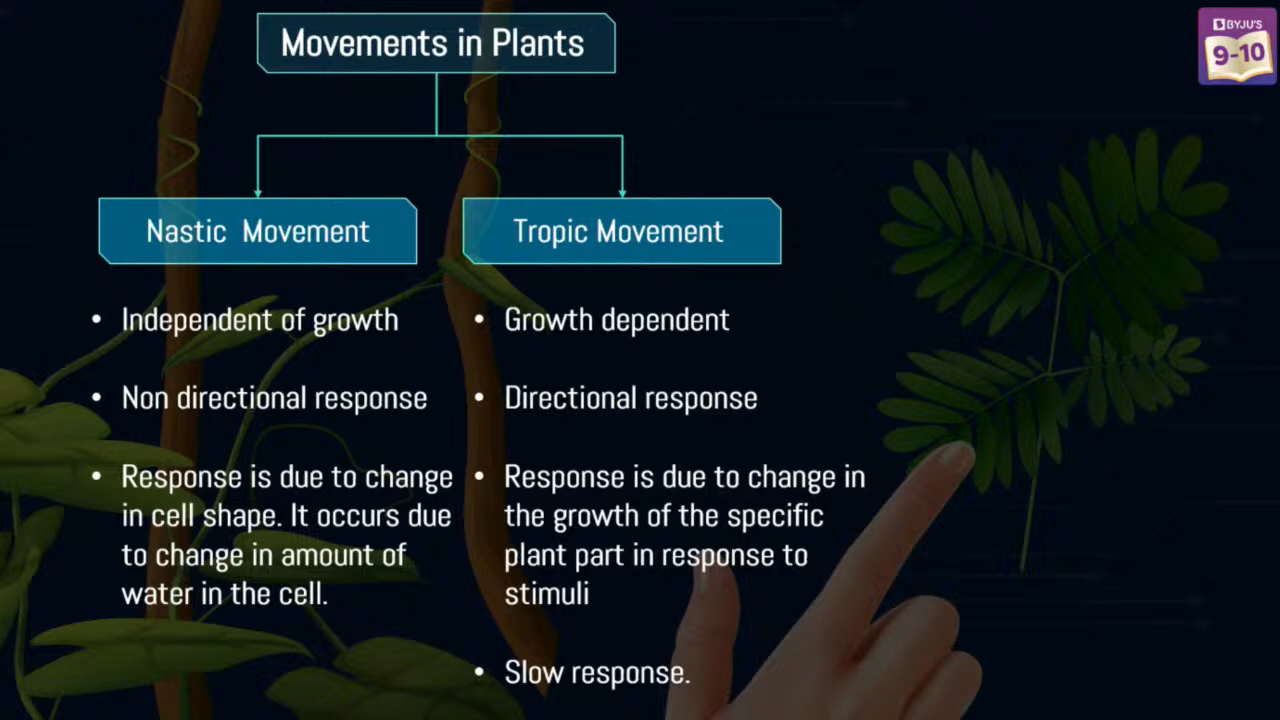 Movements in Plants
BYJU'S
9-10
Nastic Movement
Tropic Movement
• Independent of growth
• Non directional response
• Response is due to change
in cell shape. It occurs due
to change in amount of
water in the cell.
• Growth dependent
• Directional response
• Response is due to change in
the growth of the specific
plant part in response to
stimuli
• Slow response.